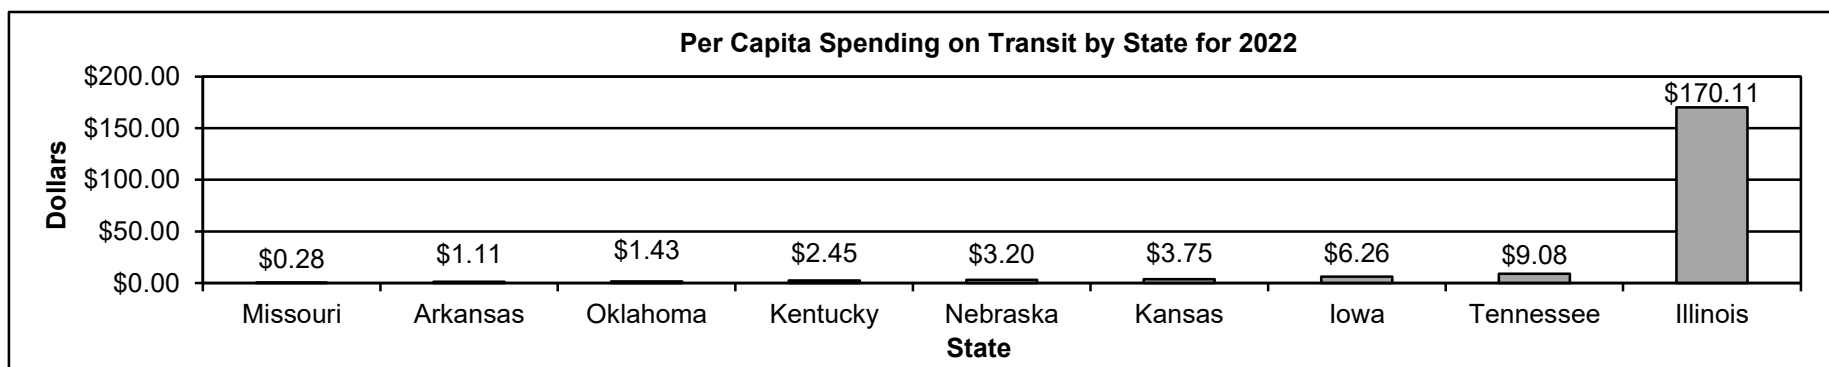 Per Capita Spending on Transit by State for 2022
$200.00
$150.00
$100.00
$50.00
$0.00
Dollars
$0.28 $1.11 $1.43 $2.45 $3.20 $3.75 $6.26 $9.08 $170.11
Missouri Arkansas Oklahoma Kentucky Nebraska Kansas Iowa Tennessee Illinois
State